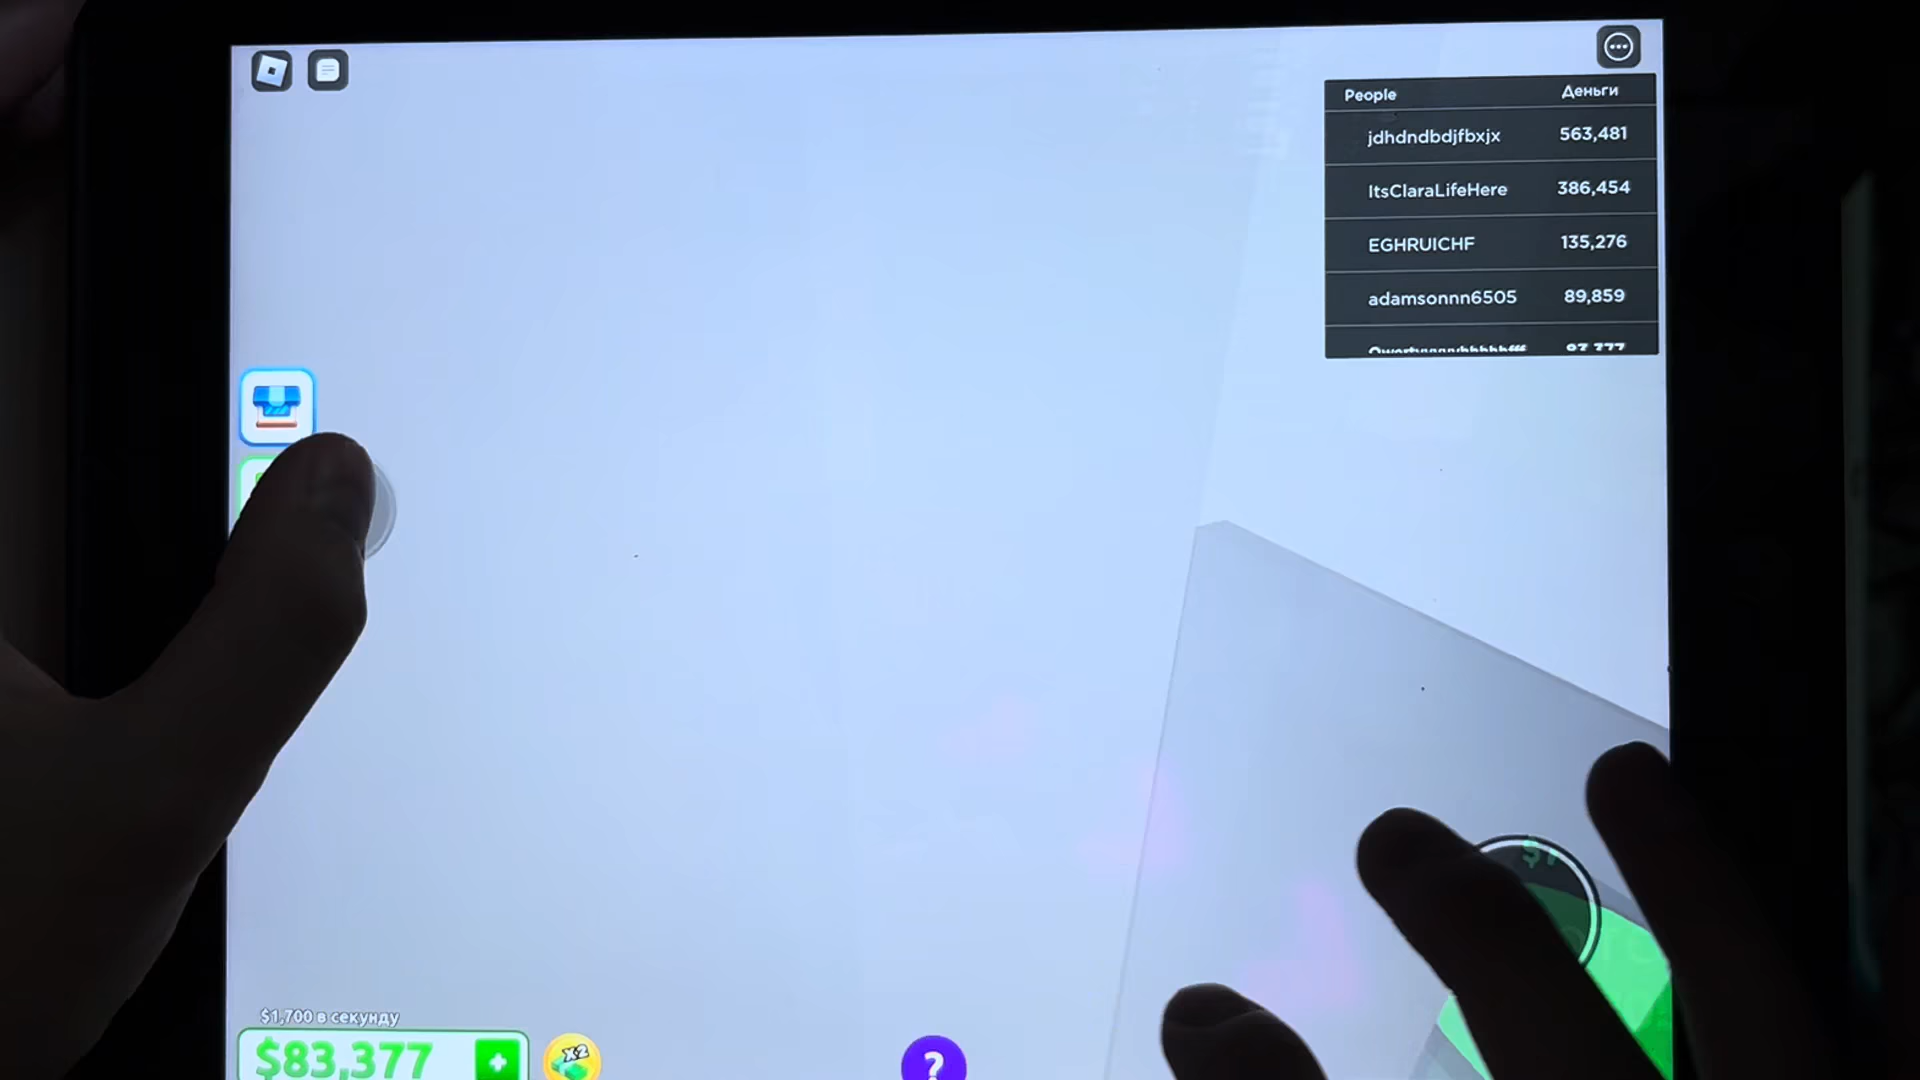 People Деньги
jdhdndbdjfbxjx 563,481
ItsClaraLifeHere 386,454
EGHRUICHF 135,276
adamsonnn6505 89,859
$1,700 в секунду
$83,377 +
X2
?